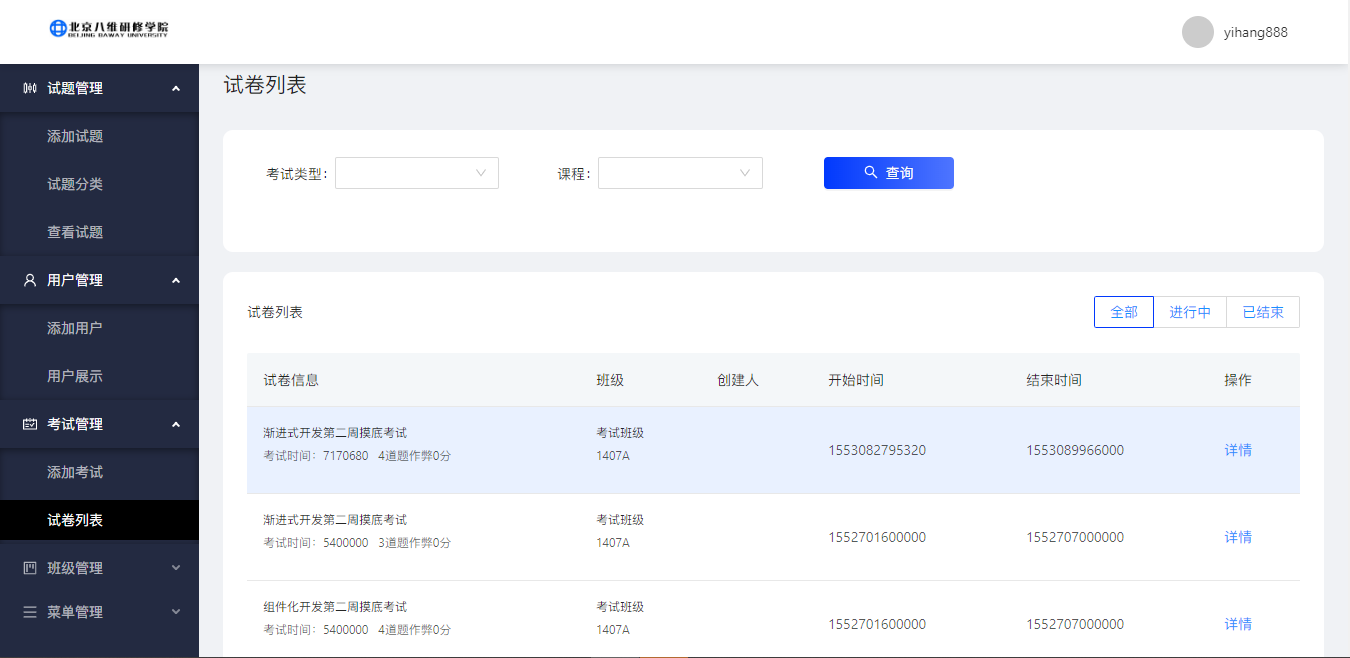 北京八维研修学院
BEIJING BAWAY UNIVERSITY
yihang888
试题管理
添加试题
试题分类
查看试题
用户管理
添加用户
用户展示
考试管理
添加考试
试卷列表
班级管理
菜单管理
试卷列表
考试类型: 课程: 查询
试卷列表 全部 进行中 已结束
试卷信息 班级 创建人 开始时间 结束时间 操作
渐进式开发第二周摸底考试 考试班级
考试时间：7170680 4道题作弊0分 1407A
1553082795320 1553089966000 详情
渐进式开发第二周摸底考试 考试班级
考试时间：5400000 3道题作弊0分 1407A
1552701600000 1552707000000 详情
组件化开发第二周摸底考试 考试班级
考试时间：5400000 4道题作弊0分 1407A
1552701600000 1552707000000 详情